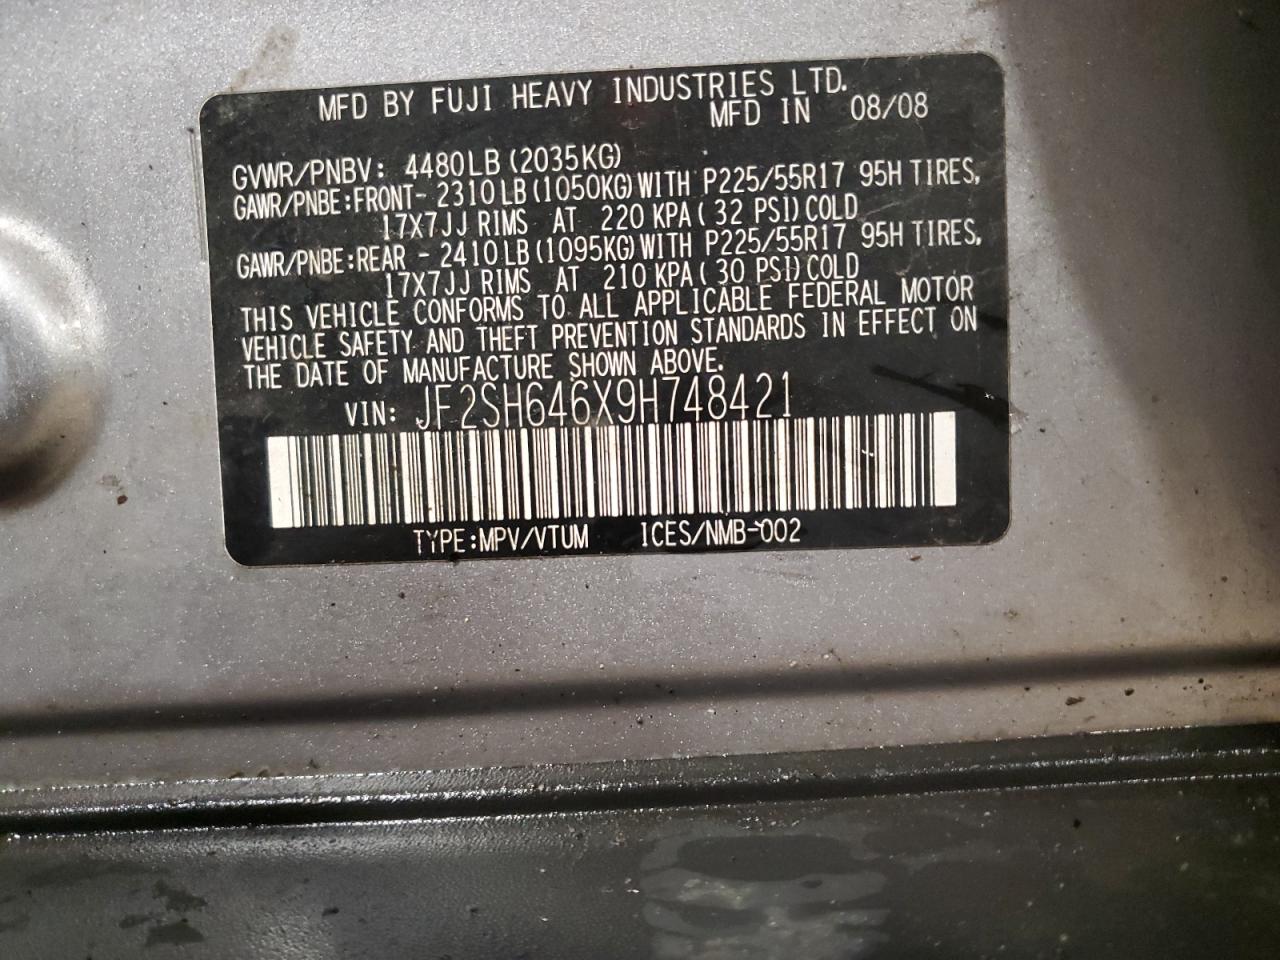 MFD BY FUJI HEAVY INDUSTRIES LTD.
MFD IN 08/08
GVWR/PNBV: 4480LB(2035KG)
GAWR/PNBE:FRONT- 2310LB(1050KG)WITH P225/55R17 95H TIRES,
17X7JJ RIMS AT 220 KPA( 32 PSI)COLD
GAWR/PNBE:REAR - 2410LB(1095KG)WITH P225/55R17 95H TIRES,
17X7JJ RIMS AT 210 KPA( 30 PSI)COLD
THIS VEHICLE CONFORMS TO ALL APPLICABLE FEDERAL MOTOR
VEHICLE SAFETY AND THEFT PREVENTION STANDARDS IN EFFECT ON
THE DATE OF MANUFACTURE SHOWN ABOVE.
VIN: JF2SH646X9H748421
TYPE:MPV/VTUM ICES/NMB-002